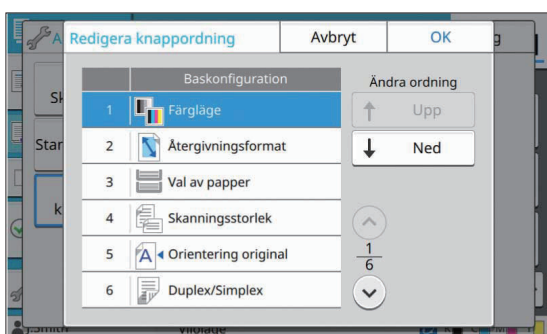 Redigera knappordning
Avbryt
OK
Baskonfiguration
Ändra ordning
1 Färgläge
Upp
2 Återgivningsformat
Ned
3 Val av papper
4 Skanningsstorlek
5 Orientering original
1
6
6 Duplex/Simplex